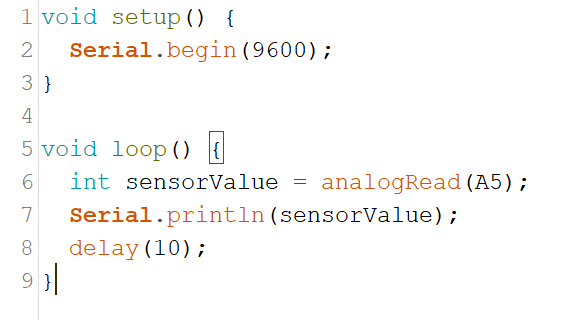 1 void setup() {
2   Serial.begin(9600);
3 }
4
5 void loop() {
6   int sensorValue = analogRead(A5);
7   Serial.println(sensorValue);
8   delay(10);
9 }